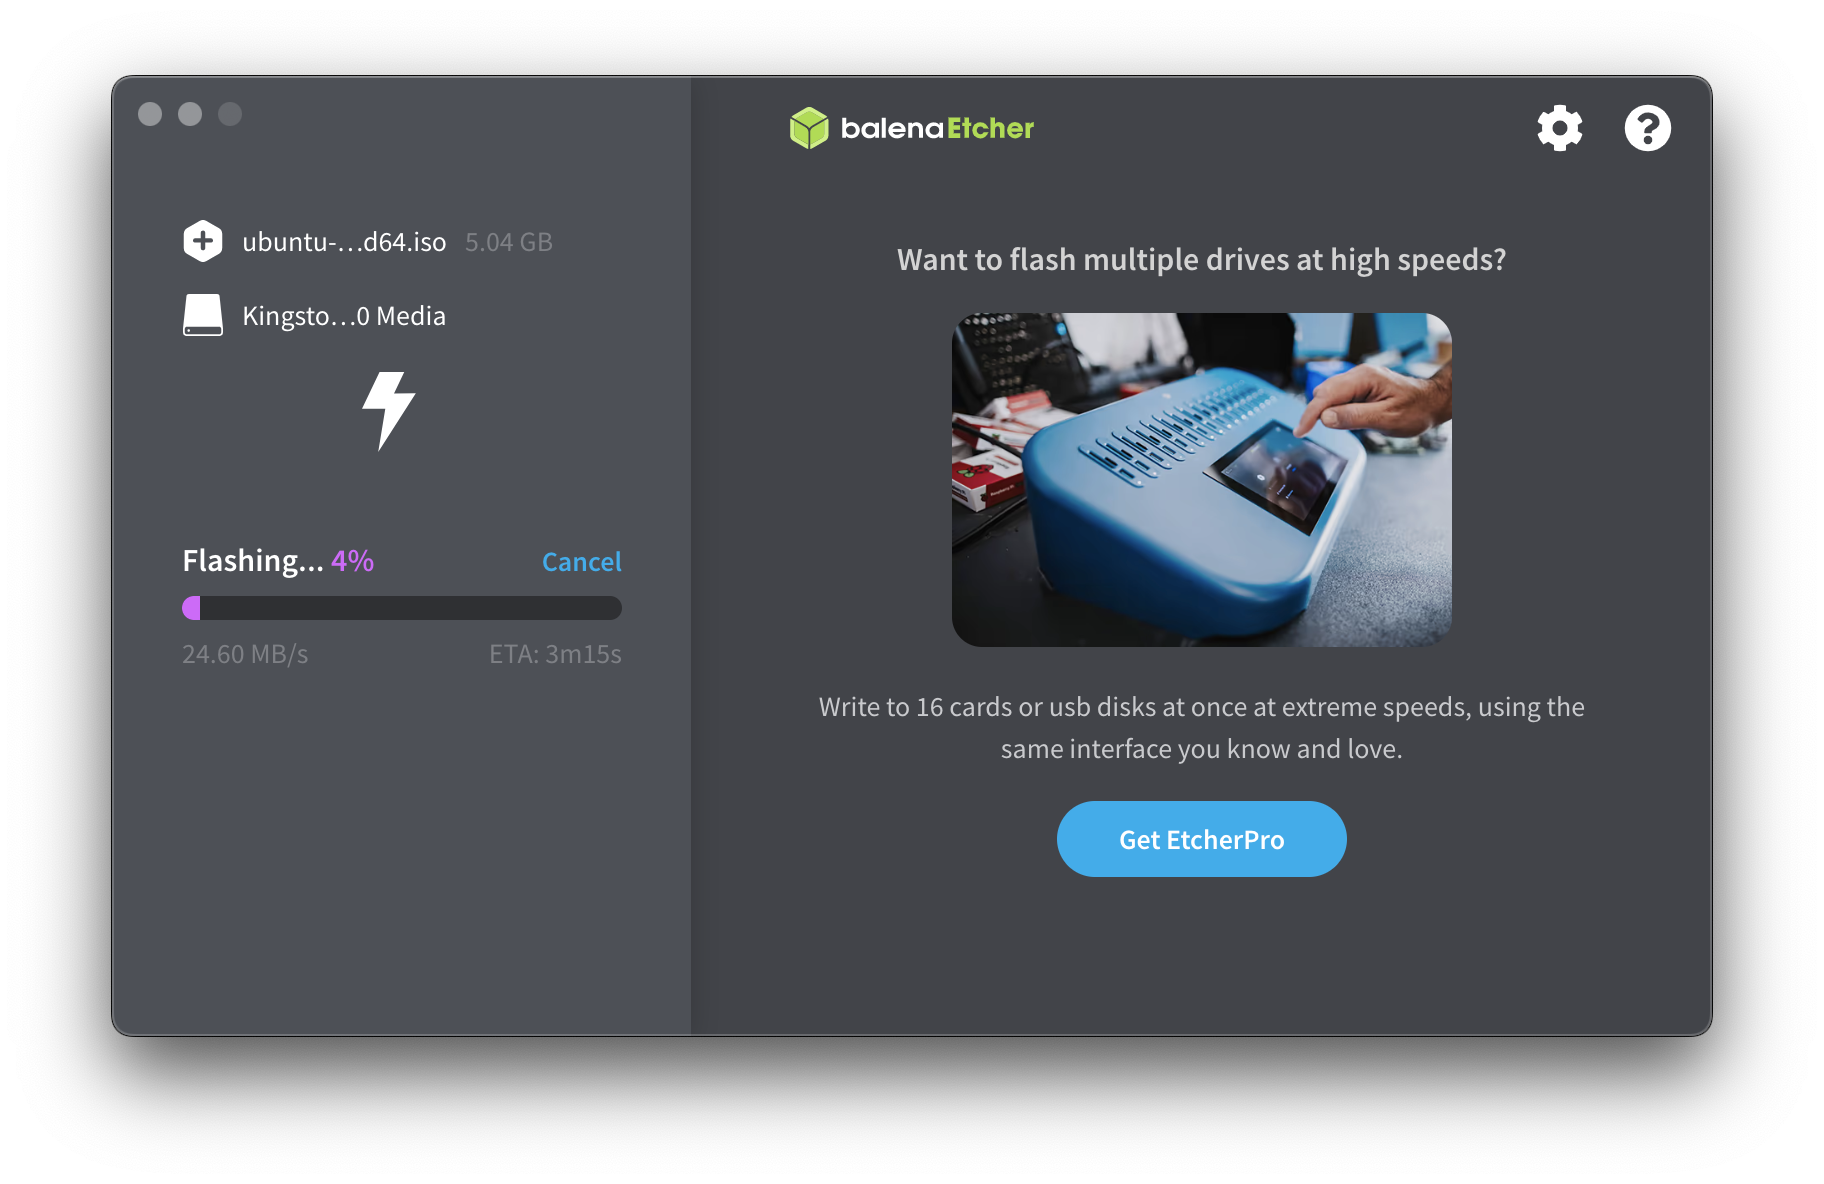 balenaEtcher
ubuntu-...d64.iso 5.04 GB
Kingsto...0 Media
Flashing... 4% Cancel
24.60 MB/s ETA: 3m15s
Want to flash multiple drives at high speeds?
Write to 16 cards or usb disks at once at extreme speeds, using the
same interface you know and love.
Get EtcherPro